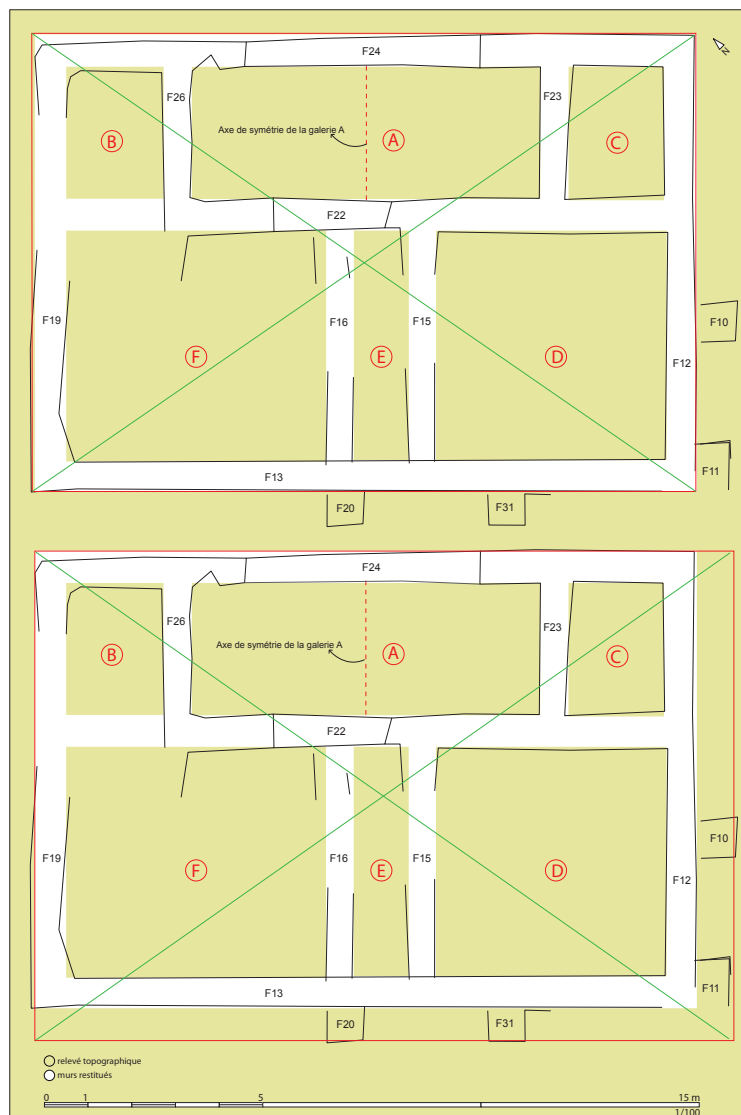 F24
N
F26
F23
B
Axe de symétrie de la galerie A
A
C
F22
F19
F16
F15
F10
F
E
D
F12
F13
F11
F20
F31
F24
F26
F23
B
Axe de symétrie de la galerie A
A
C
F22
F19
F16
F15
F10
F
E
D
F12
F13
F11
F20
F31
relevé topographique
murs restitués
0 1 5 15 m
1/100